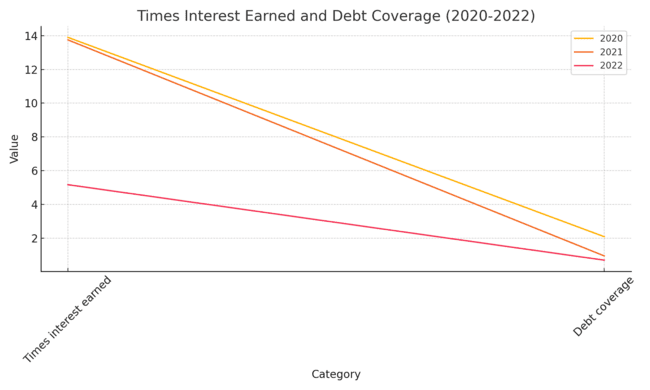 Times Interest Earned and Debt Coverage (2020-2022)
14
12
10
8
6
4
2
Value
2020
2021
2022
Times interest earned
Debt coverage
Category